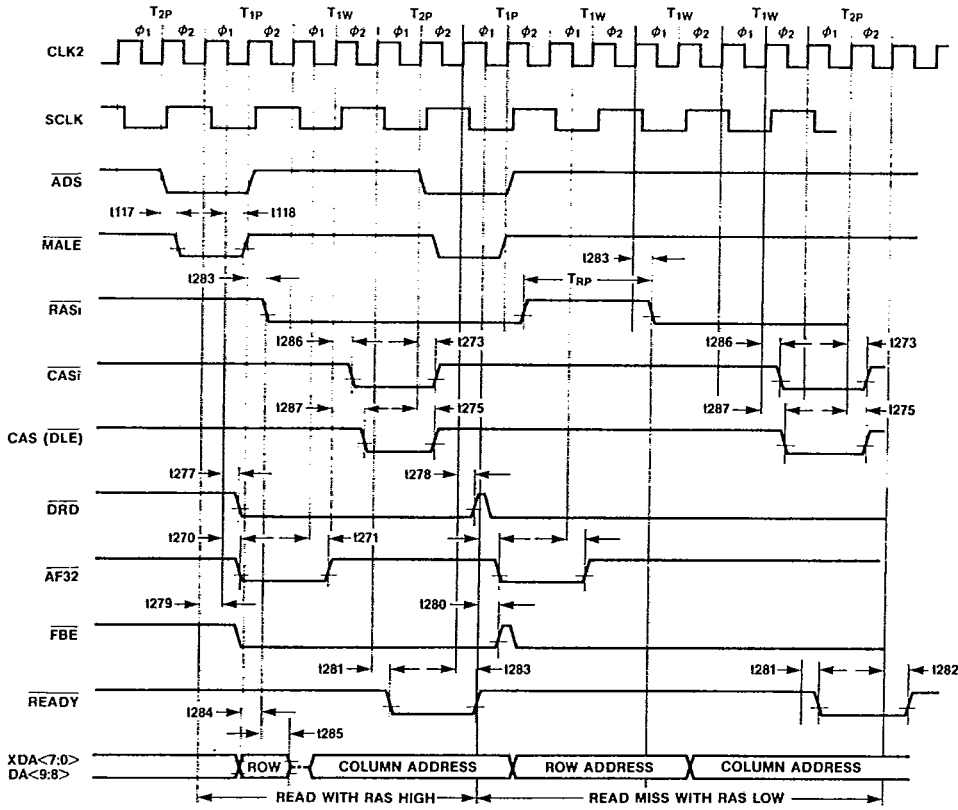 T2P T1P T1W T2P T1P T1W T1W T1W T2P
ϕ1 ϕ2 ϕ1 ϕ2 ϕ1 ϕ2 ϕ1 ϕ2 ϕ1 ϕ2 ϕ1 ϕ2 ϕ1 ϕ2 ϕ1 ϕ2 ϕ1 ϕ2
CLK2
SCLK
ADS
t117 t118
MALE
t283 t283 TRP
RASi
t286 t273 t286 t273
CASi
t287 t275 t287 t275
CAS (DLE)
t277 t278
DRD
t270 t271
AF32
t279 t280
FBE
t281 t283 t281 t282
READY
t284 t285
XDA<7:0>
DA<9:8>
ROW COLUMN ADDRESS ROW ADDRESS COLUMN ADDRESS
READ WITH RAS HIGH READ MISS WITH RAS LOW